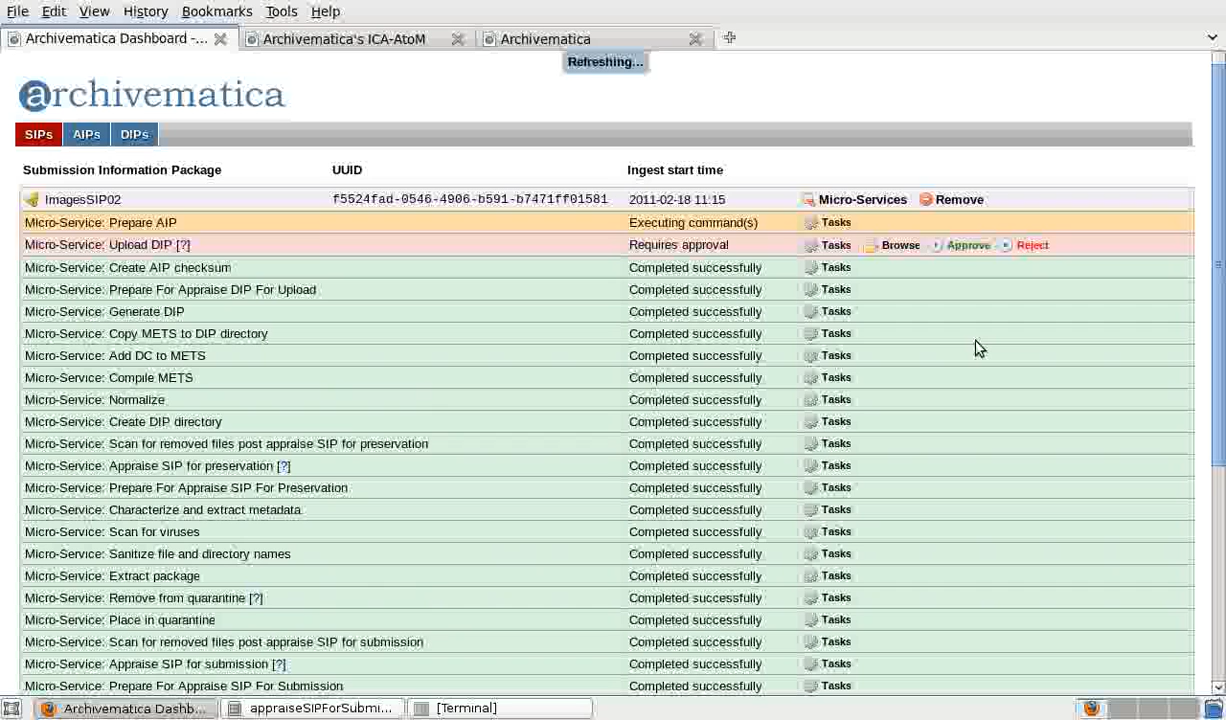 File Edit View History Bookmarks Tools Help
Archivematica Dashboard -... Archivematica's ICA-AtoM Archivematica
Refreshing...
archivematica
SIPs AIPs DIPs
Submission Information Package UUID Ingest start time
ImagesSIP02 f5524fad-0546-4906-b591-b7471ff01581 2011-02-18 11:15 Micro-Services Remove
Micro-Service: Prepare AIP Executing command(s) Tasks
Micro-Service: Upload DIP [?] Requires approval Tasks Browse Approve Reject
Micro-Service: Create AIP checksum Completed successfully Tasks
Micro-Service: Prepare For Appraise DIP For Upload Completed successfully Tasks
Micro-Service: Generate DIP Completed successfully Tasks
Micro-Service: Copy METS to DIP directory Completed successfully Tasks
Micro-Service: Add DC to METS Completed successfully Tasks
Micro-Service: Compile METS Completed successfully Tasks
Micro-Service: Normalize Completed successfully Tasks
Micro-Service: Create DIP directory Completed successfully Tasks
Micro-Service: Scan for removed files post appraise SIP for preservation Completed successfully Tasks
Micro-Service: Appraise SIP for preservation [?] Completed successfully Tasks
Micro-Service: Prepare For Appraise SIP For Preservation Completed successfully Tasks
Micro-Service: Characterize and extract metadata Completed successfully Tasks
Micro-Service: Scan for viruses Completed successfully Tasks
Micro-Service: Sanitize file and directory names Completed successfully Tasks
Micro-Service: Extract package Completed successfully Tasks
Micro-Service: Remove from quarantine [?] Completed successfully Tasks
Micro-Service: Place in quarantine Completed successfully Tasks
Micro-Service: Scan for removed files post appraise SIP for submission Completed successfully Tasks
Micro-Service: Appraise SIP for submission [?] Completed successfully Tasks
Micro-Service: Prepare For Appraise SIP For Submission Completed successfully Tasks
Archivematica Dashb... appraiseSIPForSubmi... [Terminal]